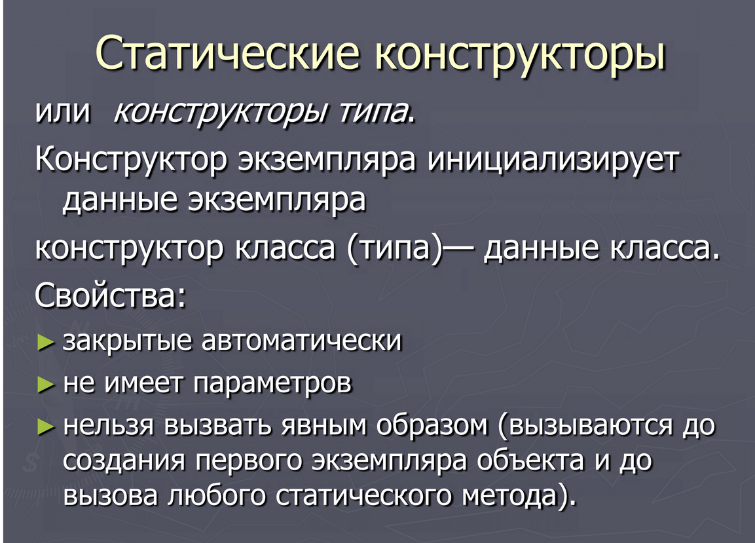 Статические конструкторы
или конструкторы типа.
Конструктор экземпляра инициализирует
данные экземпляра
конструктор класса (типа)— данные класса.
Свойства:
► закрытые автоматически
► не имеет параметров
► нельзя вызвать явным образом (вызываются до
создания первого экземпляра объекта и до
вызова любого статического метода).